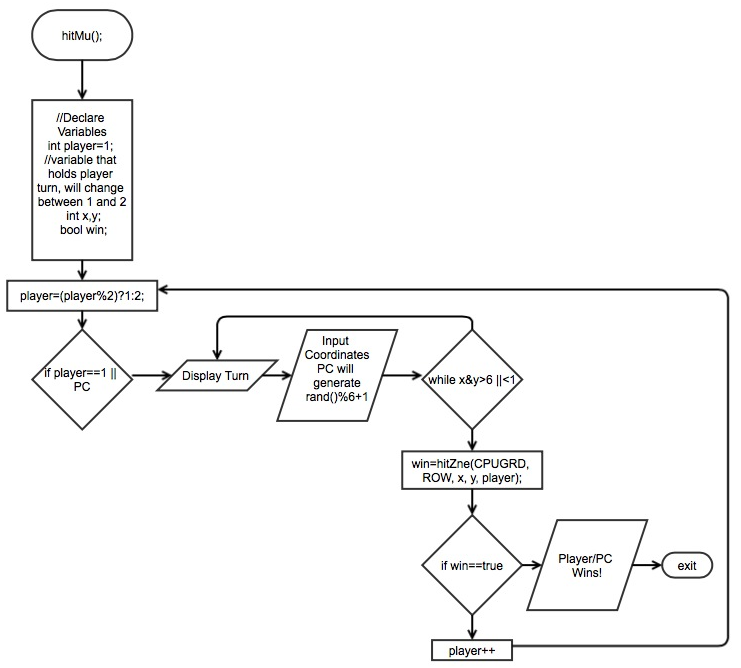 hitMu();
//Declare
Variables
int player=1;
//variable that
holds player
turn, will change
between 1 and 2
int x,y;
bool win;
player=(player%2)?1:2;
if player==1 ||
PC
Display Turn
Input
Coordinates
PC will
generate
rand()%6+1
while x&y>6 ||<1
win=hitZne(CPUGRD,
ROW, x, y, player);
if win==true
Player/PC
Wins!
exit
player++